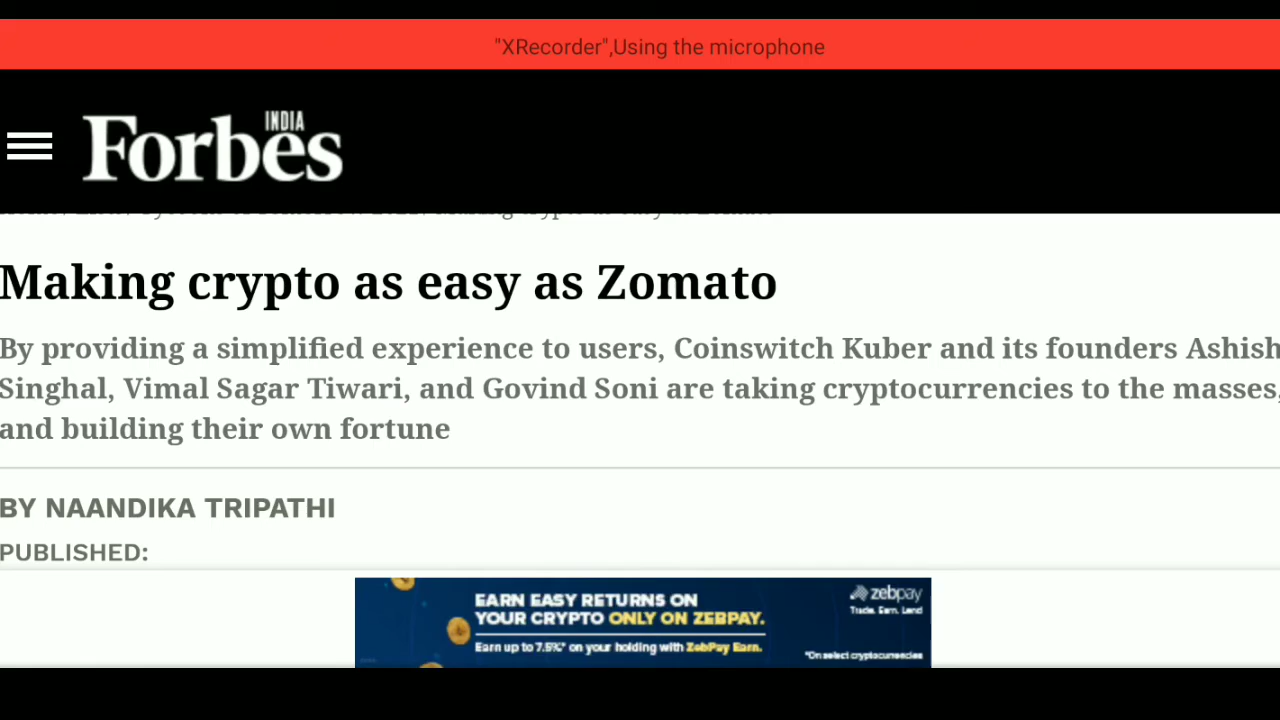 "XRecorder",Using the microphone
INDIA
Forbes
Making crypto as easy as Zomato
By providing a simplified experience to users, Coinswitch Kuber and its founders Ashish
Singhal, Vimal Sagar Tiwari, and Govind Soni are taking cryptocurrencies to the masses,
and building their own fortune
BY NAANDIKA TRIPATHI
PUBLISHED:
EARN EASY RETURNS ON
YOUR CRYPTO ONLY ON ZEBPAY.
Earn up to 7.5%* on your holding with ZebPay Earn.
zebpay
Trade. Earn. Lend
*On select cryptocurrencies